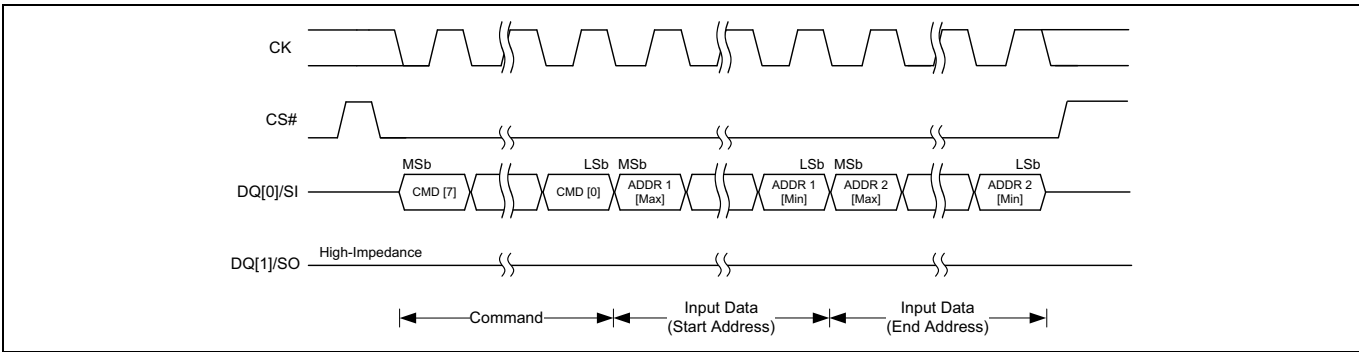 CK
CS#
MSb LSb MSb LSb MSb LSb
DQ[0]/SI CMD [7] CMD [0] ADDR 1 [Max] ADDR 1 [Min] ADDR 2 [Max] ADDR 2 [Min]
DQ[1]/SO High-Impedance
Command
Input Data
(Start Address)
Input Data
(End Address)